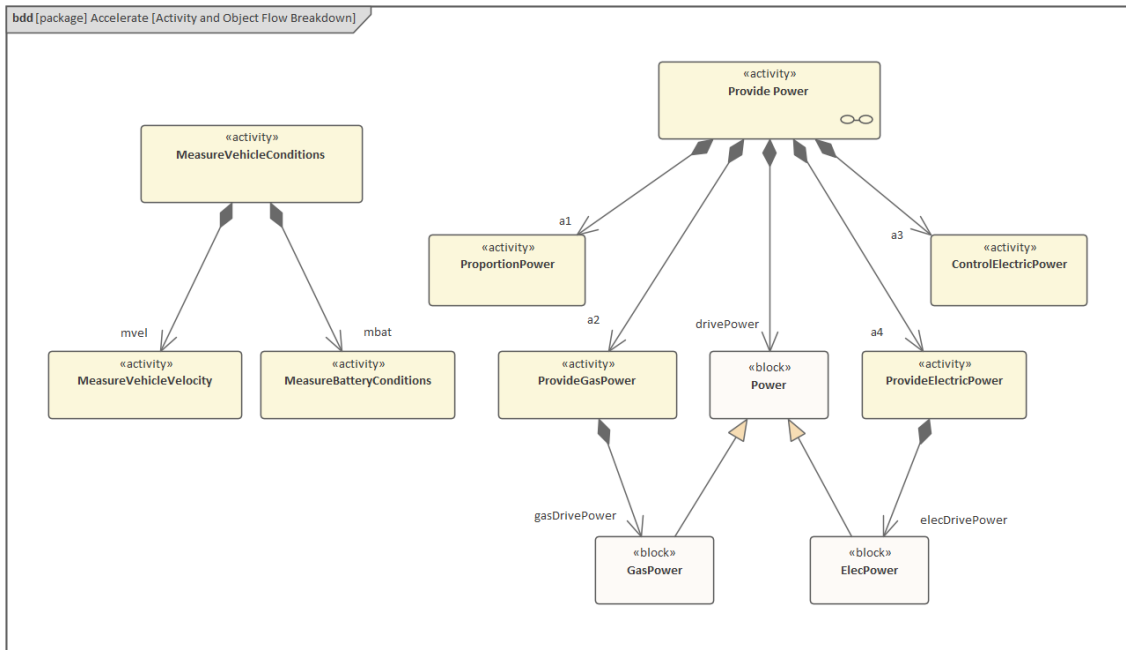 bdd [package] Accelerate [Activity and Object Flow Breakdown]
«activity»
Provide Power
«activity»
MeasureVehicleConditions
a1
a3
«activity»
ProportionPower
«activity»
ControlElectricPower
mvel
mbat
a2
drivePower
a4
«activity»
MeasureVehicleVelocity
«activity»
MeasureBatteryConditions
«activity»
ProvideGasPower
«block»
Power
«activity»
ProvideElectricPower
gasDrivePower
elecDrivePower
«block»
GasPower
«block»
ElecPower